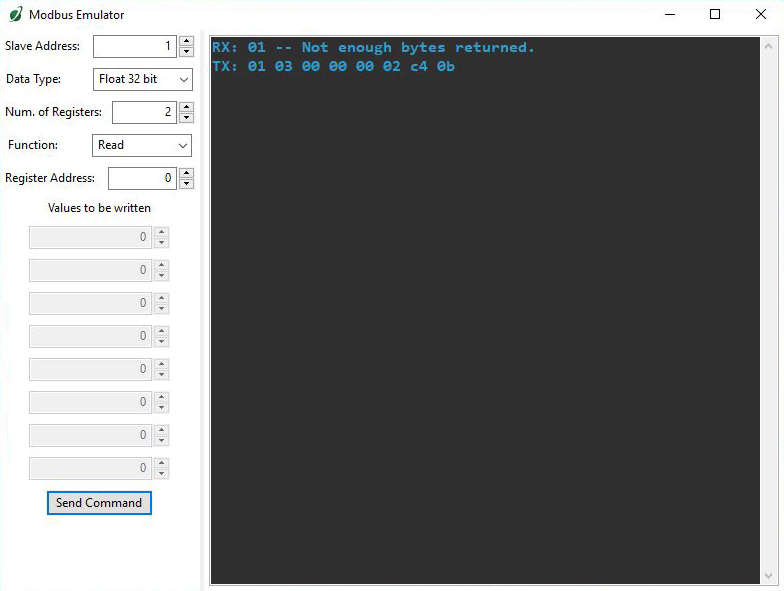 Modbus Emulator
Slave Address: 1
Data Type: Float 32 bit
Num. of Registers: 2
Function: Read
Register Address: 0
Values to be written
0
0
0
0
0
0
0
0
Send Command
RX: 01 -- Not enough bytes returned.
TX: 01 03 00 00 00 02 c4 0b